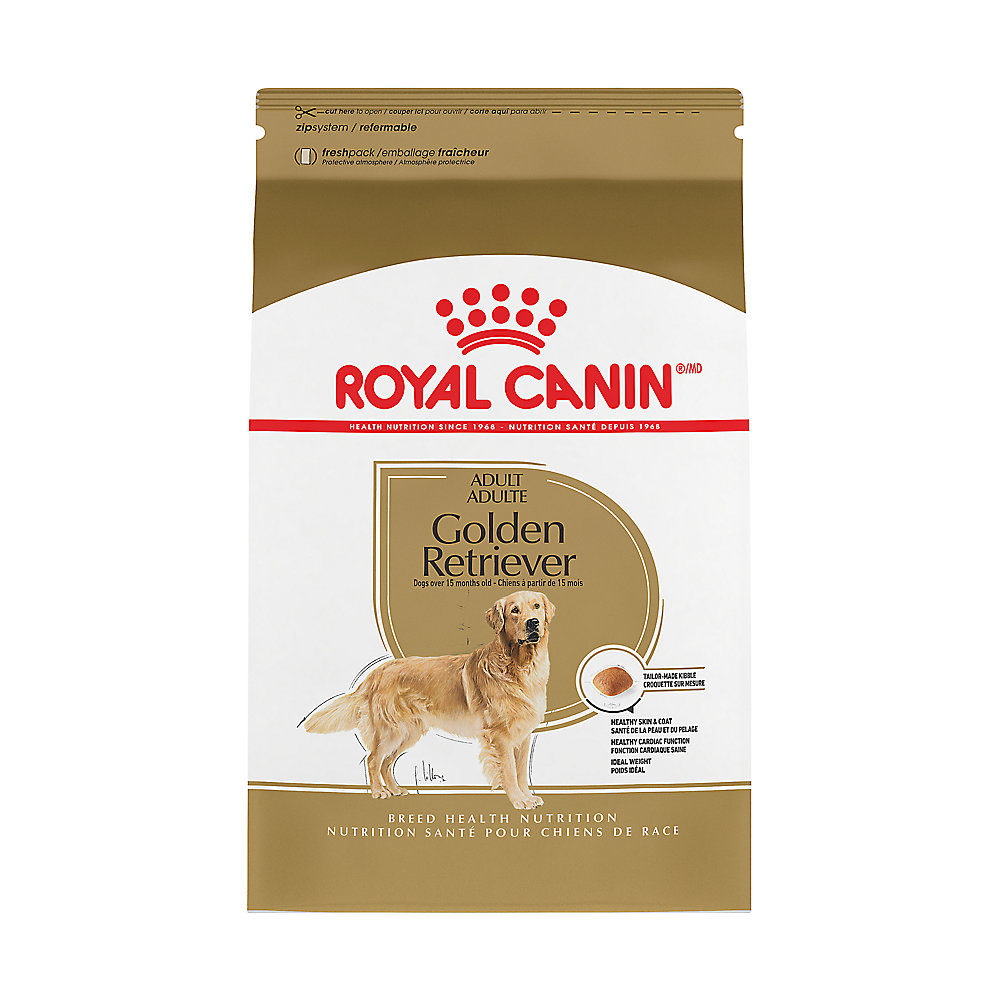 cut here to open / couper ici pour ouvrir / corte aquí para abrir
zipsystem / refermable
freshpack / emballage fraîcheur
Protective atmosphere / Atmosphère protectrice
ROYAL CANIN ®/MD
HEALTH NUTRITION SINCE 1968 - NUTRITION SANTÉ DEPUIS 1968
ADULT
ADULTE
Golden
Retriever
Dogs over 15 months old - Chiens à partir de 15 mois
TAILOR-MADE KIBBLE
CROQUETTE SUR MESURE
HEALTHY SKIN & COAT
SANTÉ DE LA PEAU ET DU PELAGE
HEALTHY CARDIAC FUNCTION
FONCTION CARDIAQUE SAINE
IDEAL WEIGHT
POIDS IDÉAL
BREED HEALTH NUTRITION
NUTRITION SANTÉ POUR CHIENS DE RACE